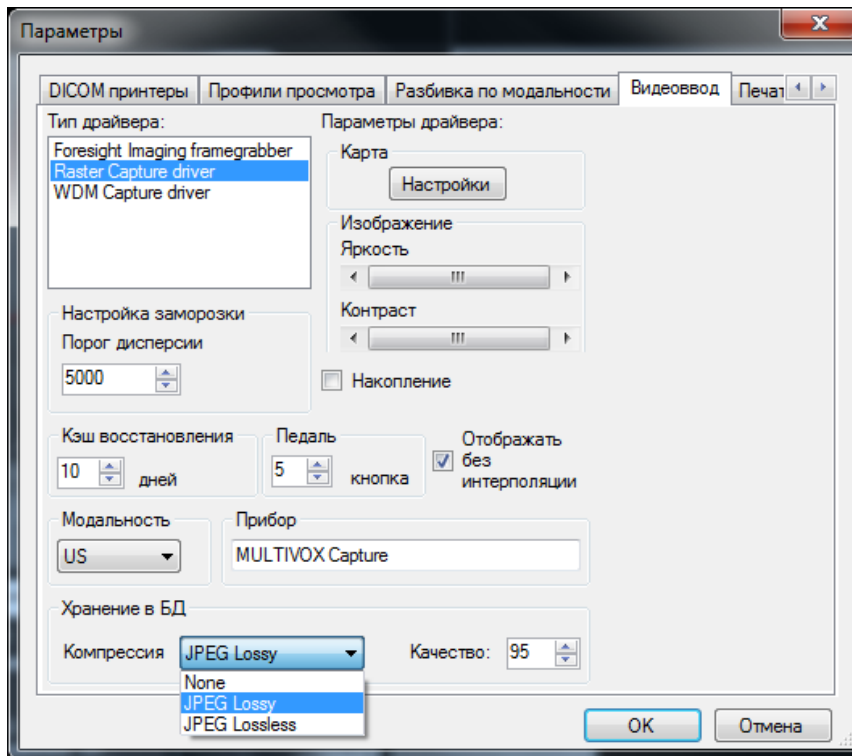 Параметры
DICOM принтеры Профили просмотра Разбивка по модальности Видеоввод Печат
Тип драйвера:
Foresight Imaging framegrabber
Raster Capture driver
WDM Capture driver
Параметры драйвера:
Карта
Настройки
Изображение
Яркость
Контраст
Настройка заморозки
Порог дисперсии
5000
Накопление
Кэш восстановления
10 дней
Педаль
5 кнопка
Отображать
без
интерполяции
Модальность
US
Прибор
MULTIVOX Capture
Хранение в БД
Компрессия JPEG Lossy Качество: 95
None
JPEG Lossy
JPEG Lossless
OK Отмена